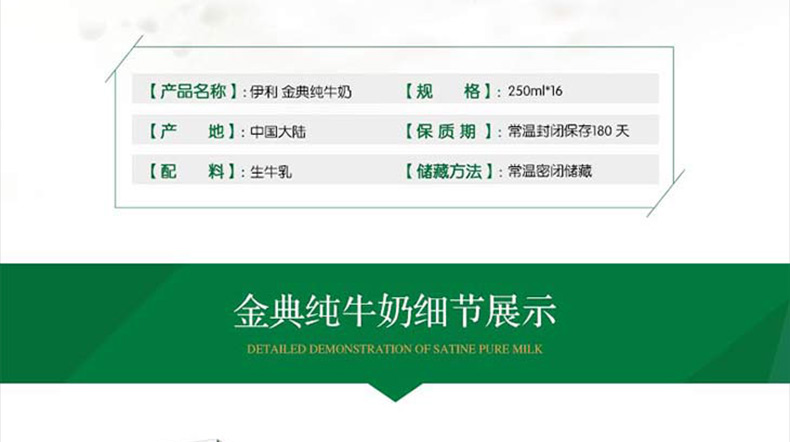 【产品名称】: 伊利 金典纯牛奶 【规 格】: 250ml*16
【产 地】: 中国大陆 【保 质 期】: 常温封闭保存180 天
【配 料】: 生牛乳 【储藏方法】: 常温密闭储藏
金典纯牛奶细节展示
DETAILED DEMONSTRATION OF SATINE PURE MILK